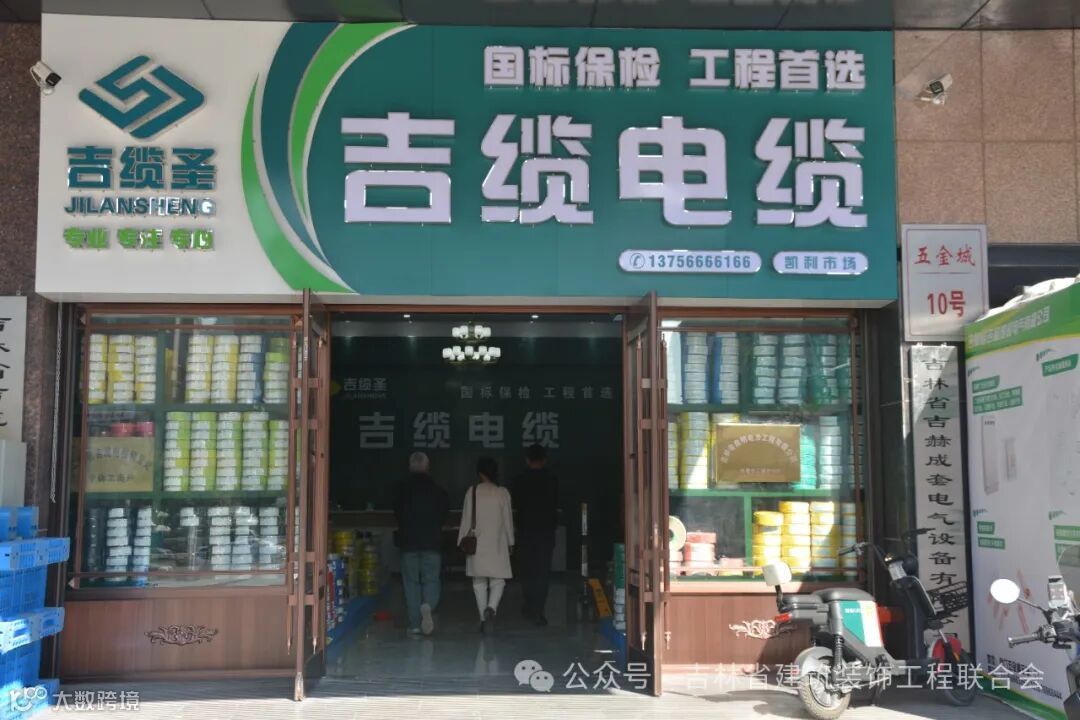 国标保检 工程首选
吉缆圣
JILANSHENG
专业 专注 专心
吉缆电缆
13756666166
凯利市场
五金城
10号
吉缆圣
JILANSHENG
国标保检 工程首选
吉缆电缆
吉林省吉赫成套电气设备有
公众号 · 吉林省建筑装饰工程联合会
大数跨境